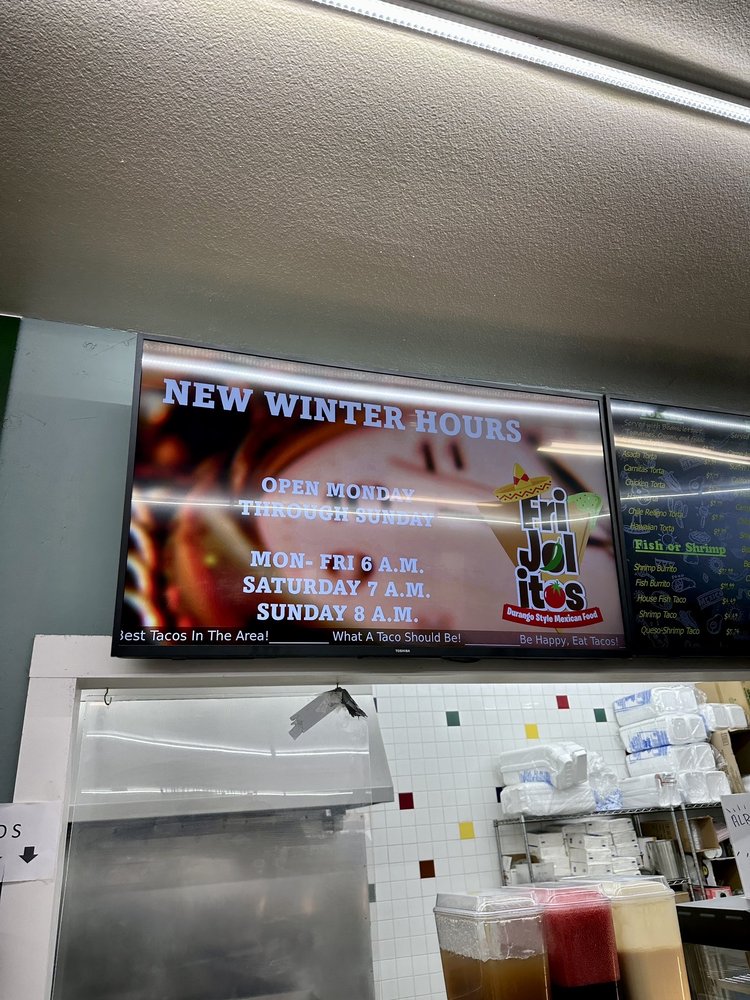 NEW WINTER HOURS
OPEN MONDAY
THROUGH SUNDAY
MON- FRI 6 A.M.
SATURDAY 7 A.M.
SUNDAY 8 A.M.
Fri
Jol
itos
Durango Style Mexican Food
Best Tacos In The Area! What A Taco Should Be! Be Happy, Eat Tacos!
TOSHIBA
Asada Torta
Carnitas Torta
Chicken Torta
Chile Relleno Torta
Hawaiian Torta
Fish or Shrimp
Shrimp Burrito
Fish Burrito
House Fish Taco
Shrimp Taco
Queso-Shrimp Taco
OS